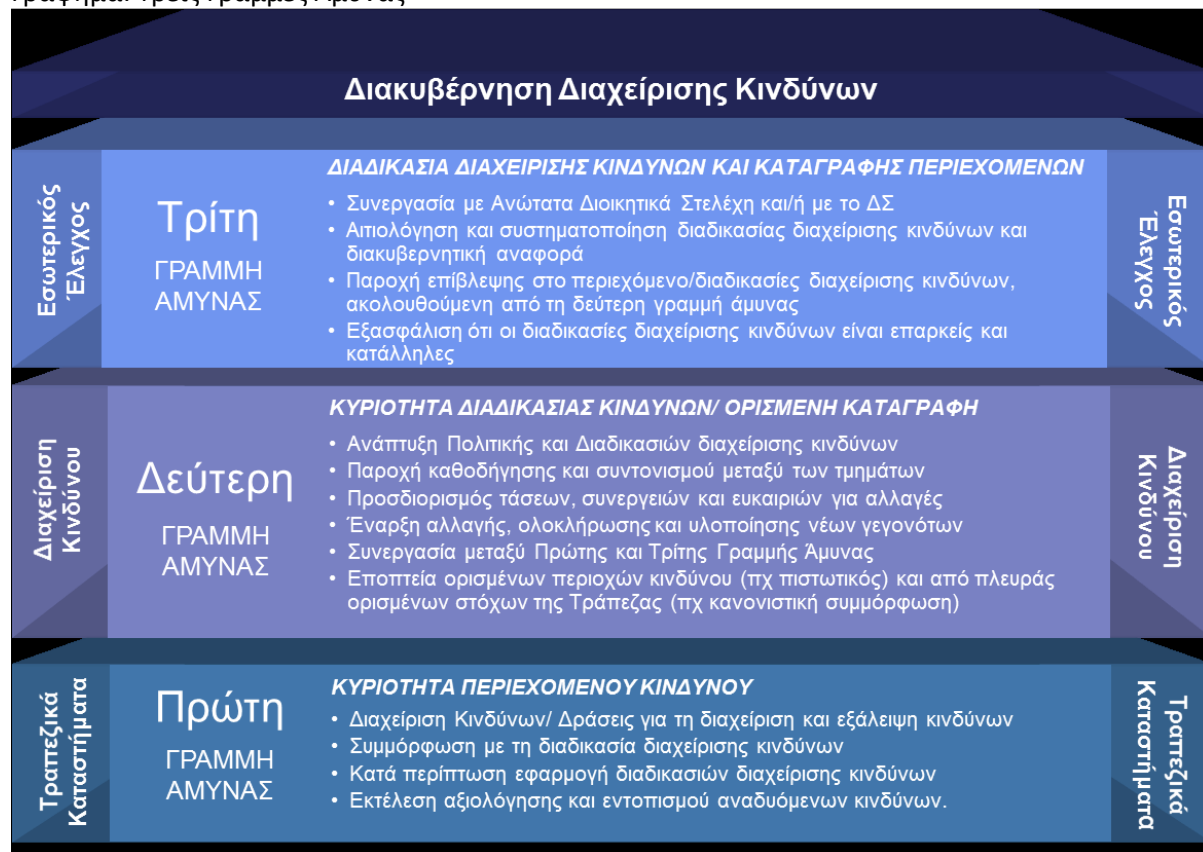 Γράφημα: Τρεις Γραμμές Άμυνας
Διακυβέρνηση Διαχείρισης Κινδύνων
Εσωτερικός
Έλεγχος
Τρίτη
ΓΡΑΜΜΗ
ΑΜΥΝΑΣ
ΔΙΑΔΙΚΑΣΙΑ ΔΙΑΧΕΙΡΙΣΗΣ ΚΙΝΔΥΝΩΝ ΚΑΙ ΚΑΤΑΓΡΑΦΗΣ ΠΕΡΙΕΧΟΜΕΝΩΝ
• Συνεργασία με Ανώτατα Διοικητικά Στελέχη και/ή με το ΔΣ
• Αιτιολόγηση και συστηματοποίηση διαδικασίας διαχείρισης κινδύνων και
διακυβερνητική αναφορά
• Παροχή επίβλεψης στο περιεχόμενο/διαδικασίες διαχείρισης κινδύνων,
ακολουθούμενη από τη δεύτερη γραμμή άμυνας
• Εξασφάλιση ότι οι διαδικασίες διαχείρισης κινδύνων είναι επαρκείς και
κατάλληλες
Εσωτερικός
Έλεγχος
Διαχείριση
Κινδύνου
Δεύτερη
ΓΡΑΜΜΗ
ΑΜΥΝΑΣ
ΚΥΡΙΟΤΗΤΑ ΔΙΑΔΙΚΑΣΙΑΣ ΚΙΝΔΥΝΩΝ/ ΟΡΙΣΜΕΝΗ ΚΑΤΑΓΡΑΦΗ
• Ανάπτυξη Πολιτικής και Διαδικασιών διαχείρισης κινδύνων
• Παροχή καθοδήγησης και συντονισμού μεταξύ των τμημάτων
• Προσδιορισμός τάσεων, συνεργειών και ευκαιριών για αλλαγές
• Έναρξη αλλαγής, ολοκλήρωσης και υλοποίησης νέων γεγονότων
• Συνεργασία μεταξύ Πρώτης και Τρίτης Γραμμής Άμυνας
• Εποπτεία ορισμένων περιοχών κινδύνου (πχ πιστωτικός) και από πλευράς
ορισμένων στόχων της Τράπεζας (πχ κανονιστική συμμόρφωση)
Διαχείριση
Κινδύνου
Τραπεζικά
Καταστήματα
Πρώτη
ΓΡΑΜΜΗ
ΑΜΥΝΑΣ
ΚΥΡΙΟΤΗΤΑ ΠΕΡΙΕΧΟΜΕΝΟΥ ΚΙΝΔΥΝΟΥ
• Διαχείριση Κινδύνων/ Δράσεις για τη διαχείριση και εξάλειψη κινδύνων
• Συμμόρφωση με τη διαδικασία διαχείρισης κινδύνων
• Κατά περίπτωση εφαρμογή διαδικασιών διαχείρισης κινδύνων
• Εκτέλεση αξιολόγησης και εντοπισμού αναδυόμενων κινδύνων.
Τραπεζικά
Καταστήματα